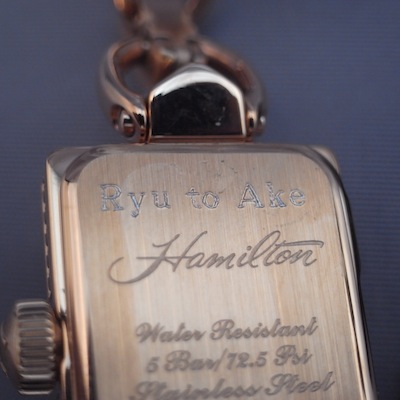 Ryu to Ake
Hamilton
Water Resistant
5 Bar/72.5 Psi
Stainless Steel